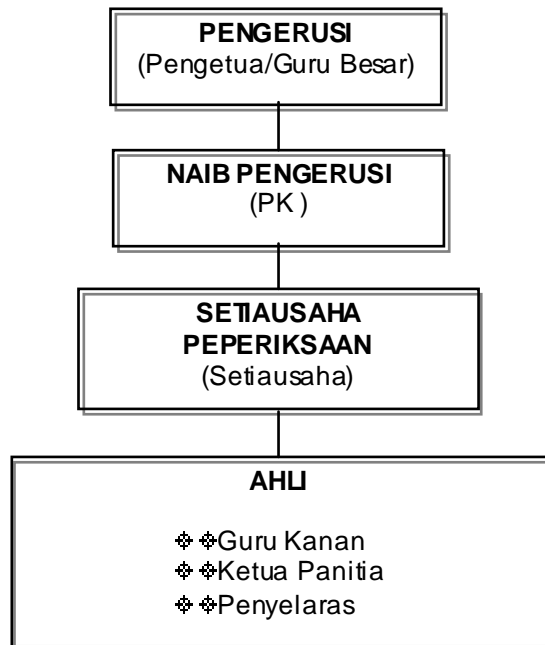 PENGERUSI
(Pengetua/Guru Besar)
NAIB PENGERUSI
(PK )
SETIAUSAHA
PEPERIKSAAN
(Setiausaha)
AHLI
Guru Kanan
Ketua Panitia
Penyelaras